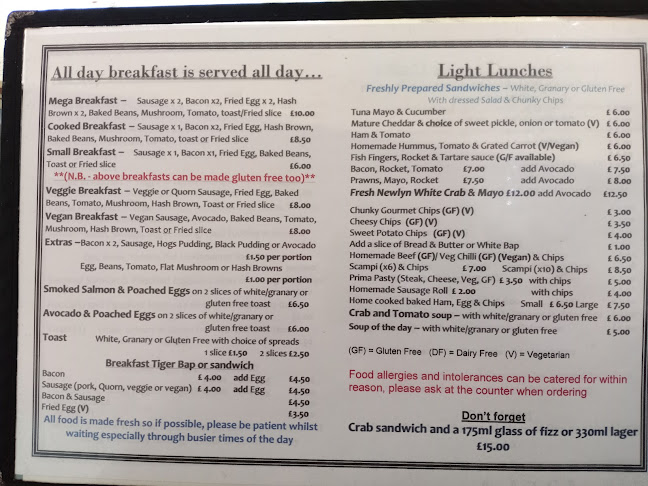 All day breakfast is served all day...
Mega Breakfast – Sausage x 2, Bacon x2, Fried Egg x 2, Hash
Brown x 2, Baked Beans, Mushroom, Tomato, toast/Fried slice £10.00
Cooked Breakfast – Sausage x 1, Bacon x2, Fried Egg, Hash Brown,
Baked Beans, Mushroom, Tomato, toast or Fried slice £8.50
Small Breakfast – Sausage x 1, Bacon x1, Fried Egg, Baked Beans,
Toast or Fried slice £6.00
**(N.B. - above breakfasts can be made gluten free too)**
Veggie Breakfast – Veggie or Quorn Sausage, Fried Egg, Baked
Beans, Tomato, Mushroom, Hash Brown, Toast or Fried slice £8.00
Vegan Breakfast – Vegan Sausage, Avocado, Baked Beans, Tomato,
Mushroom, Hash Brown, Toast or Fried Slice £8.00
Extras –Bacon x 2, Sausage, Hogs Pudding, Black Pudding or Avocado
£1.50 per portion
Egg, Beans, Tomato, Flat Mushroom or Hash Browns
£1.00 per portion
Smoked Salmon & Poached Eggs on 2 slices of white/granary or
gluten free toast £6.50
Avocado & Poached Eggs on 2 slices of white/granary or
gluten free toast £6.00
Toast White, Granary or Gluten Free with choice of spreads
1 slice £1.50 2 slices £2.50
Breakfast Tiger Bap or sandwich
Bacon £ 4.00 add Egg £4.50
Sausage (pork, Quorn, veggie or vegan) £ 4.00 add Egg £4.50
Bacon & Sausage £4.50
Fried Egg (V) £3.50
All food is made fresh so if possible, please be patient whilst
waiting especially through busier times of the day
Light Lunches
Freshly Prepared Sandwiches – White, Granary or Gluten Free
With dressed Salad & Chunky Chips
Tuna Mayo & Cucumber £ 6.00
Mature Cheddar & choice of sweet pickle, onion or tomato (V) £ 6.00
Ham & Tomato £ 6.00
Homemade Hummus, Tomato & Grated Carrot (V/Vegan) £ 6.00
Fish Fingers, Rocket & Tartare sauce (G/F available) £ 6.50
Bacon, Rocket, Tomato £7.00 add Avocado £ 7.50
Prawns, Mayo, Rocket £7.50 add Avocado £ 8.00
Fresh Newlyn White Crab & Mayo £12.00 add Avocado £12.50
Chunky Gourmet Chips (GF) (V) £ 3.00
Cheesy Chips (GF) (V) £ 3.50
Sweet Potato Chips (GF) (V) £ 4.00
Add a slice of Bread & Butter or White Bap £ 1.00
Homemade Beef (GF)/ Veg Chilli (GF) (Vegan) & Chips £ 6.50
Scampi (x6) & Chips £ 7.00 Scampi (x10) & Chips £ 8.50
Prima Pasty (Steak, Cheese, Veg, GF) £ 3.50 with chips £ 5.00
Homemade Sausage Roll £ 2.00 with chips £ 4.00
Home cooked baked Ham, Egg & Chips Small £ 6.50 Large £ 7.50
Crab and Tomato soup – with white/granary or gluten free £ 6.00
Soup of the day – with white/granary or gluten free £ 5.00
(GF) = Gluten Free (DF) = Dairy Free (V) = Vegetarian
Food allergies and intolerances can be catered for within
reason, please ask at the counter when ordering
Don't forget
Crab sandwich and a 175ml glass of fizz or 330ml lager
£15.00